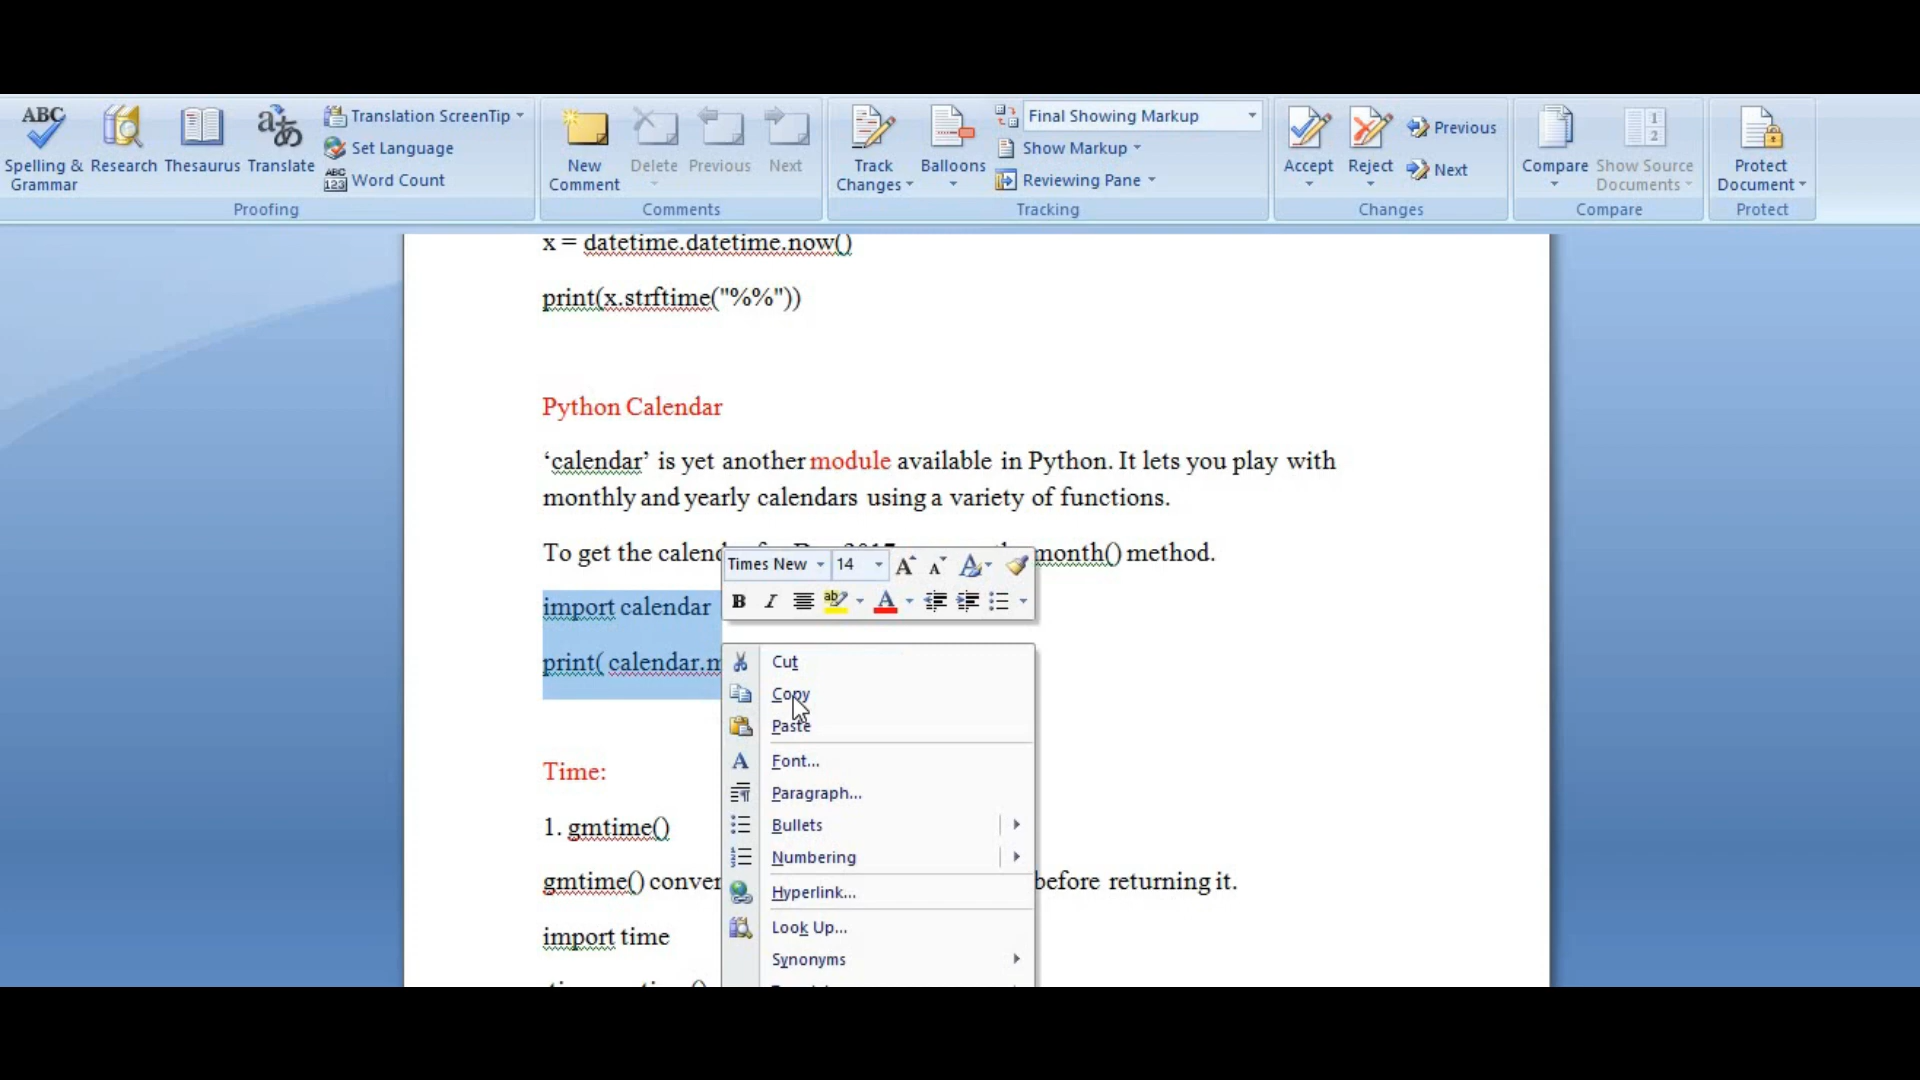 ABC
Spelling & Grammar
Research
Thesaurus
Translate
Translation ScreenTip
Set Language
ABC 123 Word Count
Proofing
New Comment
Delete
Previous
Next
Comments
Track Changes
Balloons
Final Showing Markup
Show Markup
Reviewing Pane
Tracking
Accept
Reject
Previous
Next
Changes
Compare
Show Source Documents
Compare
Protect Document
Protect
x = datetime.datetime.now()
print(x.strftime("%%"))
Python Calendar
‘calendar’ is yet another module available in Python. It lets you play with
monthly and yearly calendars using a variety of functions.
To get the month() method.
Times New 14
import calendar
print( calendar.m
Cut
Copy
Paste
Font...
Paragraph...
Bullets
Numbering
Hyperlink...
Look Up...
Synonyms
Time:
1. gmtime()
gmtime() before returning it.
import time